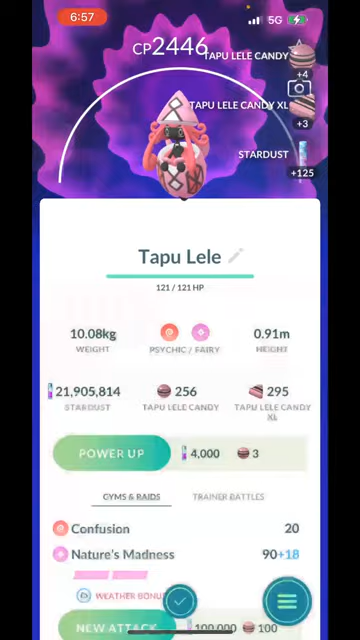 6:57
5G
CP2446
TAPU LELE CANDY
+4
TAPU LELE CANDY XL
+3
STARDUST
+125
Tapu Lele
121 / 121 HP
10.08kg
WEIGHT
PSYCHIC / FAIRY
0.91m
HEIGHT
21,905,814
STARDUST
256
TAPU LELE CANDY
295
TAPU LELE CANDY XL
POWER UP
4,000
3
GYMS & RAIDS
TRAINER BATTLES
Confusion
20
Nature's Madness
90+18
WEATHER BONUS
NEW ATTACK
100,000
100